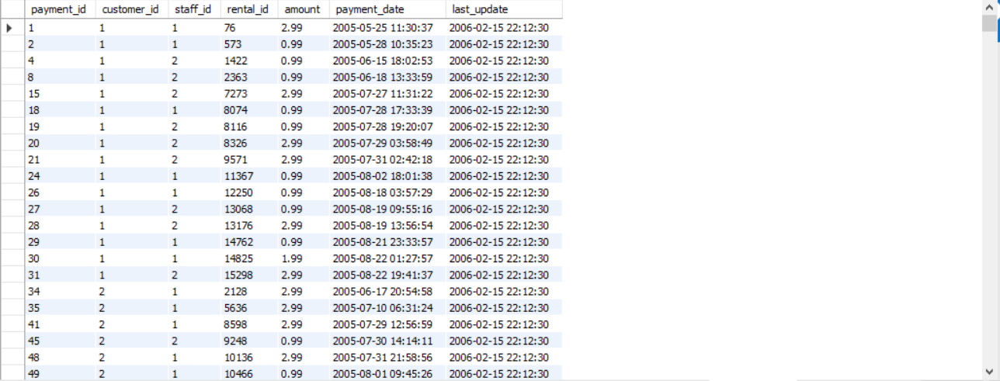 payment_id customer_id staff_id rental_id amount payment_date last_update
1 1 1 76 2.99 2005-05-25 11:30:37 2006-02-15 22:12:30
2 1 1 573 0.99 2005-05-28 10:35:23 2006-02-15 22:12:30
4 1 2 1422 0.99 2005-06-15 18:02:53 2006-02-15 22:12:30
8 1 2 2363 0.99 2005-06-18 13:33:59 2006-02-15 22:12:30
15 1 2 7273 2.99 2005-07-27 11:31:22 2006-02-15 22:12:30
18 1 1 8074 0.99 2005-07-28 17:33:39 2006-02-15 22:12:30
19 1 2 8116 0.99 2005-07-28 19:20:07 2006-02-15 22:12:30
20 1 2 8326 2.99 2005-07-29 03:58:49 2006-02-15 22:12:30
21 1 2 9571 2.99 2005-07-31 02:42:18 2006-02-15 22:12:30
24 1 1 11367 0.99 2005-08-02 18:01:38 2006-02-15 22:12:30
26 1 1 12250 0.99 2005-08-18 03:57:29 2006-02-15 22:12:30
27 1 2 13068 0.99 2005-08-19 09:55:16 2006-02-15 22:12:30
28 1 2 13176 2.99 2005-08-19 13:56:54 2006-02-15 22:12:30
29 1 1 14762 0.99 2005-08-21 23:33:57 2006-02-15 22:12:30
30 1 1 14825 1.99 2005-08-22 01:27:57 2006-02-15 22:12:30
31 1 2 15298 2.99 2005-08-22 19:41:37 2006-02-15 22:12:30
34 2 1 2128 2.99 2005-06-17 20:54:58 2006-02-15 22:12:30
35 2 1 5636 2.99 2005-07-10 06:31:24 2006-02-15 22:12:30
41 2 1 8598 2.99 2005-07-29 12:56:59 2006-02-15 22:12:30
45 2 2 9248 0.99 2005-07-30 14:14:11 2006-02-15 22:12:30
48 2 1 10136 2.99 2005-07-31 21:58:56 2006-02-15 22:12:30
49 2 1 10466 0.99 2005-08-01 09:45:26 2006-02-15 22:12:30